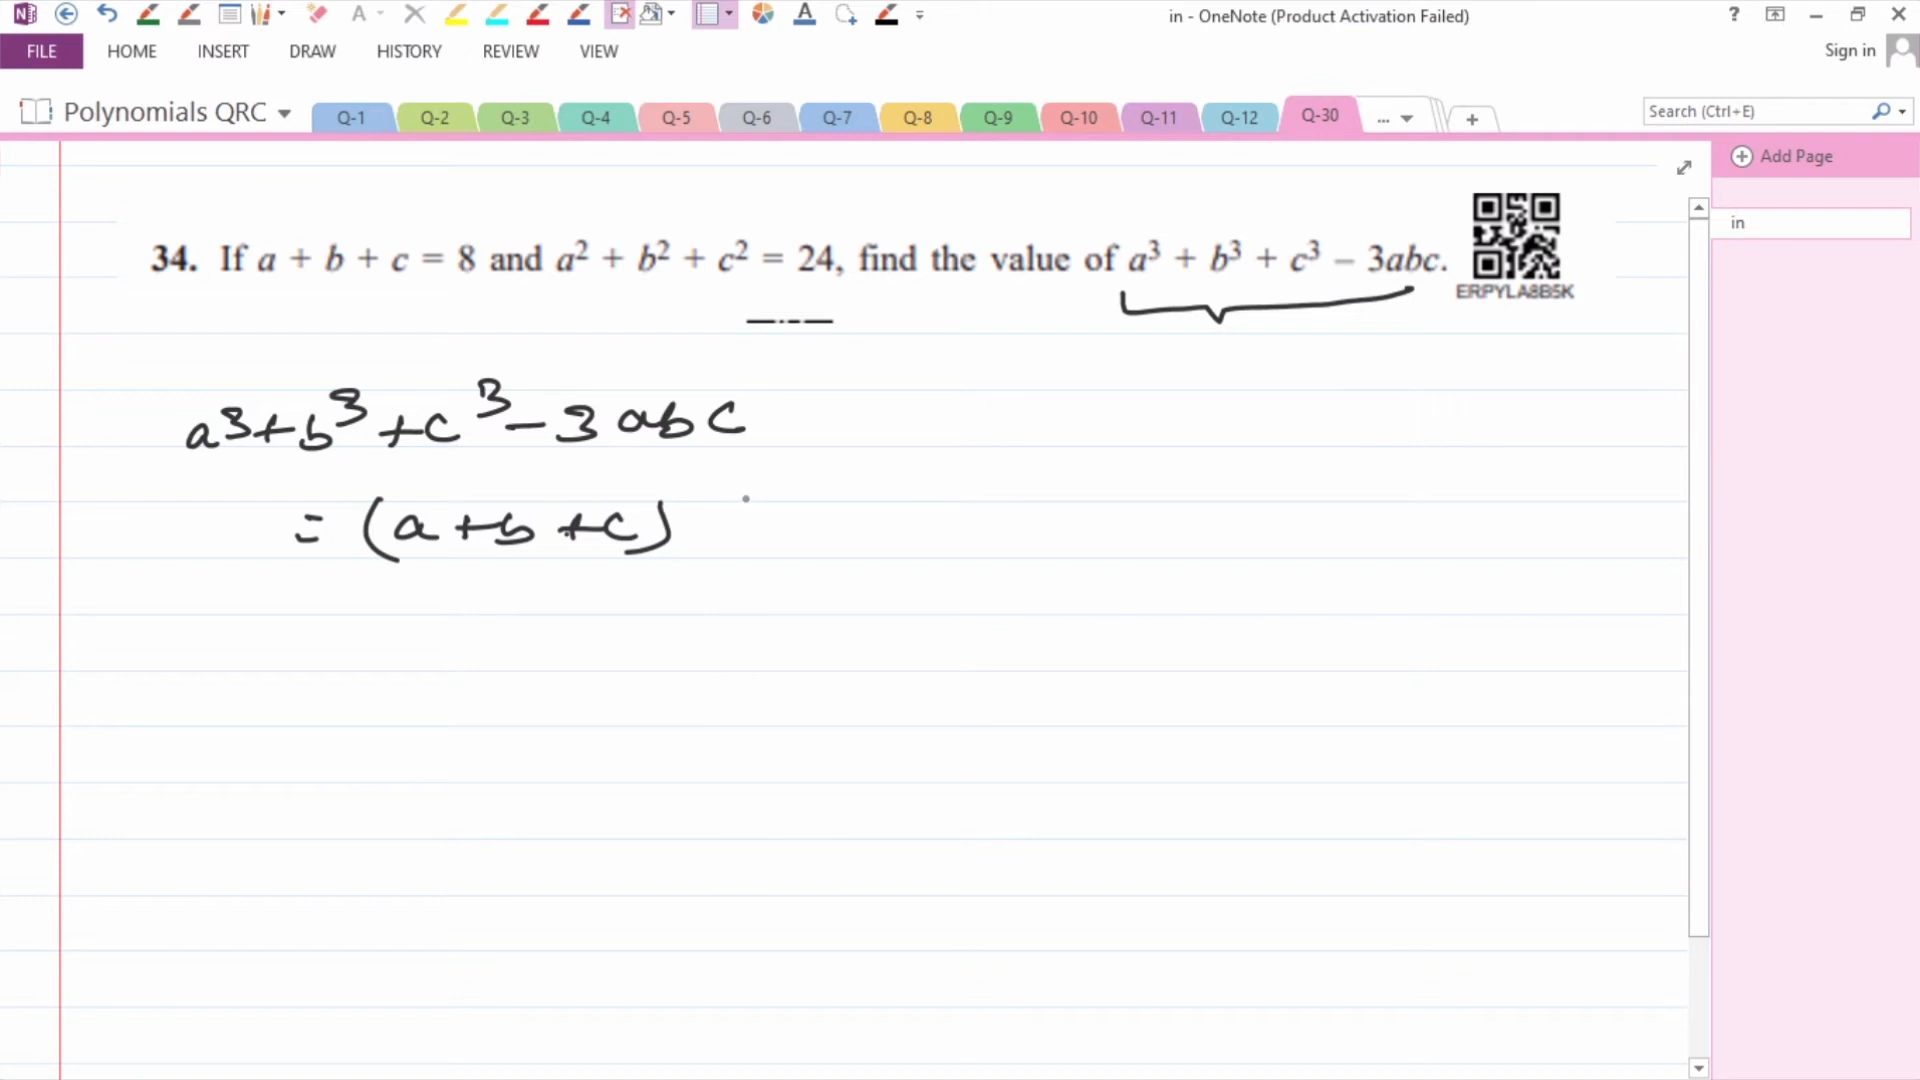 in - OneNote (Product Activation Failed)
?
FILE HOME INSERT DRAW HISTORY REVIEW VIEW
Sign in
Polynomials QRC
Q-1 Q-2 Q-3 Q-4 Q-5 Q-6 Q-7 Q-8 Q-9 Q-10 Q-11 Q-12 Q-30 ... +
Search (Ctrl+E)
Add Page
in
34. If a + b + c = 8 and a² + b² + c² = 24, find the value of a³ + b³ + c³ – 3abc.
ERPYLA8B5K
a³+b³+c³-3abc
= (a+b+c)